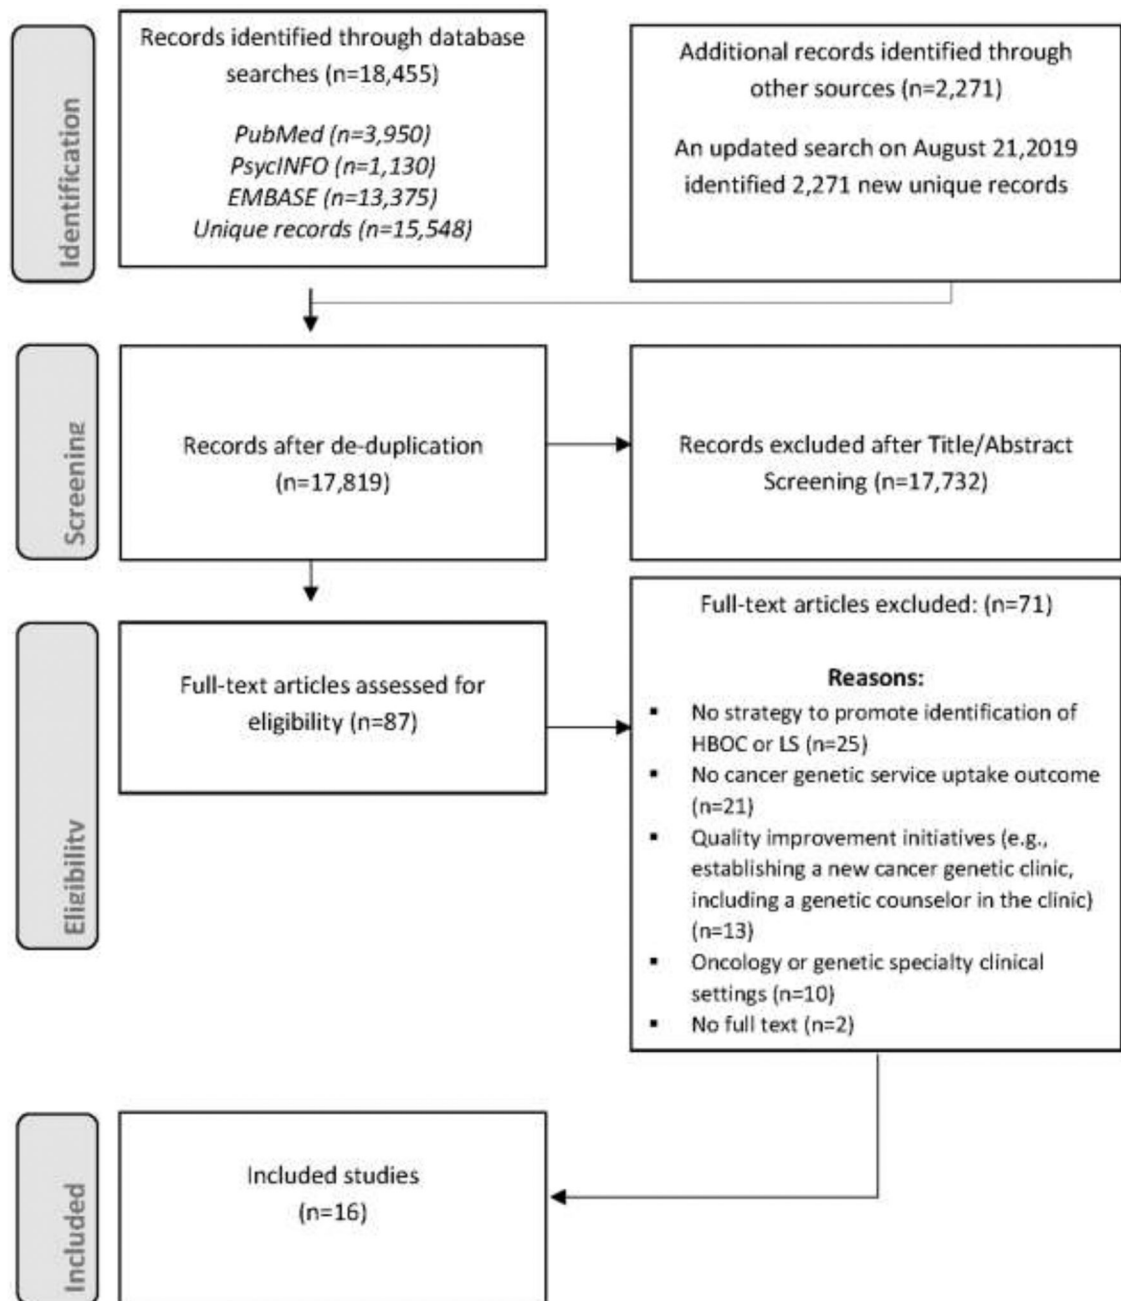 Identification
Records identified through database
searches (n=18,455)
PubMed (n=3,950)
PsycINFO (n=1,130)
EMBASE (n=13,375)
Unique records (n=15,548)
Additional records identified through
other sources (n=2,271)
An updated search on August 21,2019
identified 2,271 new unique records
Screening
Records after de-duplication
(n=17,819)
Records excluded after Title/Abstract
Screening (n=17,732)
Eligibility
Full-text articles assessed for
eligibility (n=87)
Full-text articles excluded: (n=71)
Reasons:
▪ No strategy to promote identification of
HBOC or LS (n=25)
▪ No cancer genetic service uptake outcome
(n=21)
▪ Quality improvement initiatives (e.g.,
establishing a new cancer genetic clinic,
including a genetic counselor in the clinic)
(n=13)
▪ Oncology or genetic specialty clinical
settings (n=10)
▪ No full text (n=2)
Included
Included studies
(n=16)